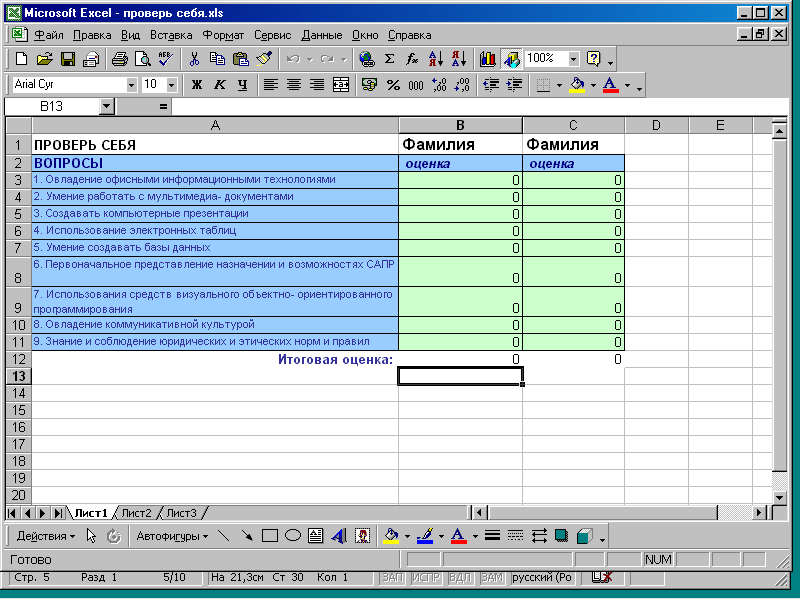 Microsoft Excel - проверь себя.xls
Файл Правка Вид Вставка Формат Сервис Данные Окно Справка
100%
Arial Cyr 10 Ж К Ч % 000
B13 =
A B C D E
1 ПРОВЕРЬ СЕБЯ Фамилия Фамилия
2 ВОПРОСЫ оценка оценка
3 1. Овладение офисными информационными технологиями 0 0
4 2. Умение работать с мультимедиа- документами 0 0
5 3. Создавать компьютерные презентации 0 0
6 4. Использование электронных таблиц 0 0
7 5. Умение создавать базы данных 0 0
8 6. Первоначальное представление назначении и возможностях САПР 0 0
9 7. Использования средств визуального объектно- ориентированного
программирования 0 0
10 8. Овладение коммуникативной культурой 0 0
11 9. Знание и соблюдение юридических и этических норм и правил 0 0
12 Итоговая оценка: 0 0
13
14
15
16
17
18
19
20
Лист1 Лист2 Лист3
Действия Автофигуры
Готово NUM
Стр. 5 Разд 1 5/10 На 21,3см Ст 30 Кол 1 ЗАП ИСПР ВДЛ ЗАМ русский (Ро